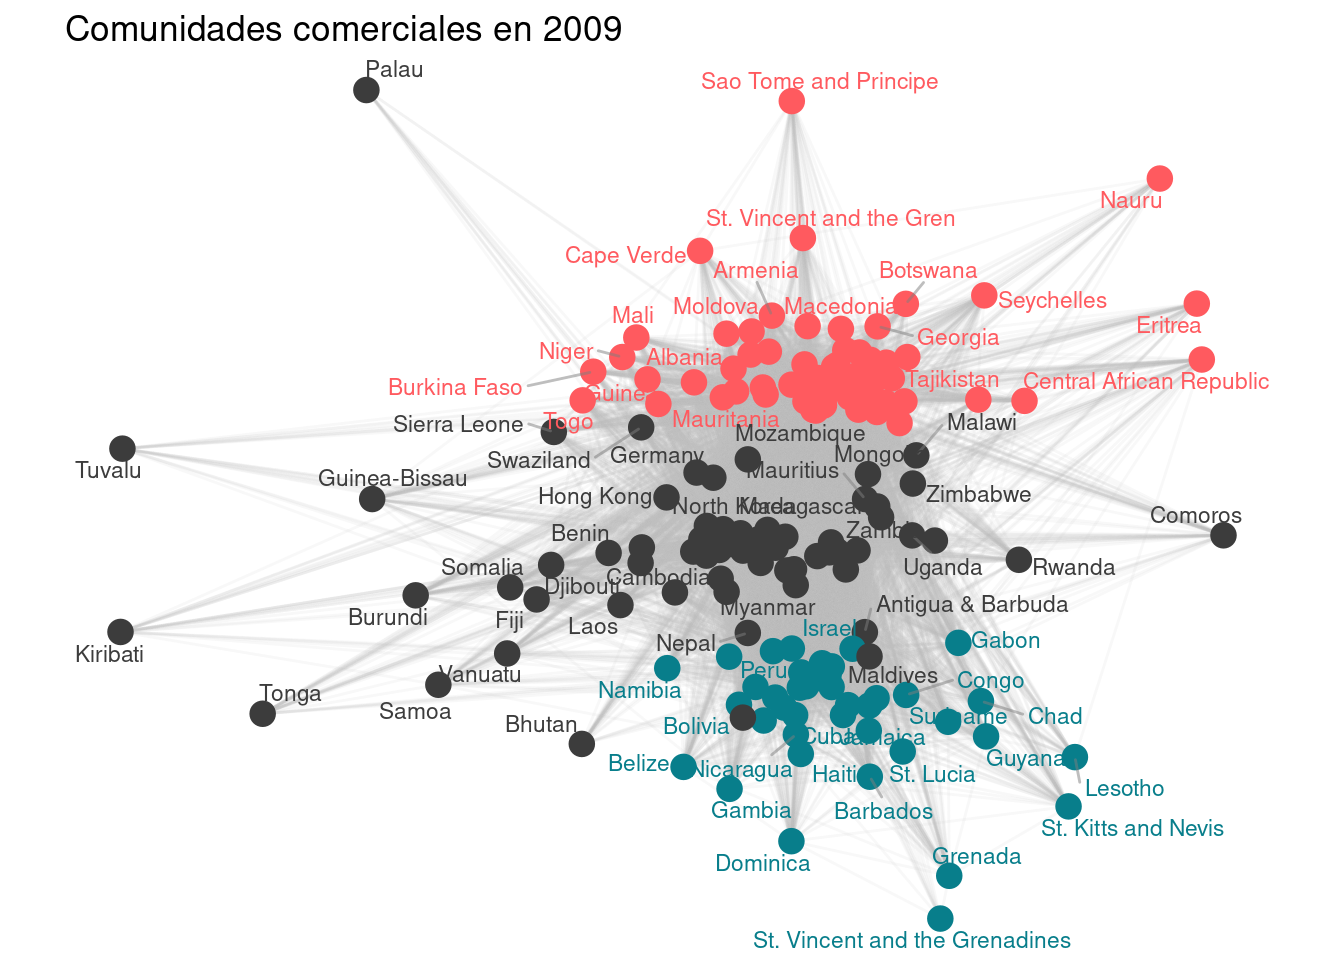 Comunidades comerciales en 2009
Palau
Sao Tome and Principe
Nauru
St. Vincent and the Gren
Cape Verde
Armenia
Botswana
Moldova
Macedonia
Seychelles
Mali
Eritrea
Georgia
Niger
Albania
Burkina Faso
Guine
Tajikistan
Central African Republic
Togo
Mauritania
Sierra Leone
Malawi
Mozambique
Swaziland
Germany
Mongol
Tuvalu
Mauritius
Guinea-Bissau
Hong Kong
Zimbabwe
North Korea
Madagascar
Comoros
Benin
Zambi
Somalia
Cambodia
Uganda
Rwanda
Djibouti
Burundi
Fiji
Laos
Myanmar
Antigua & Barbuda
Israel
Nepal
Gabon
Kiribati
Vanuatu
Peru
Maldives
Congo
Tonga
Namibia
Samoa
Suriname
Chad
Bhutan
Bolivia
Cuba
Jamaica
Guyana
Belize
Nicaragua
Haiti
St. Lucia
Lesotho
Gambia
Barbados
St. Kitts and Nevis
Dominica
Grenada
St. Vincent and the Grenadines